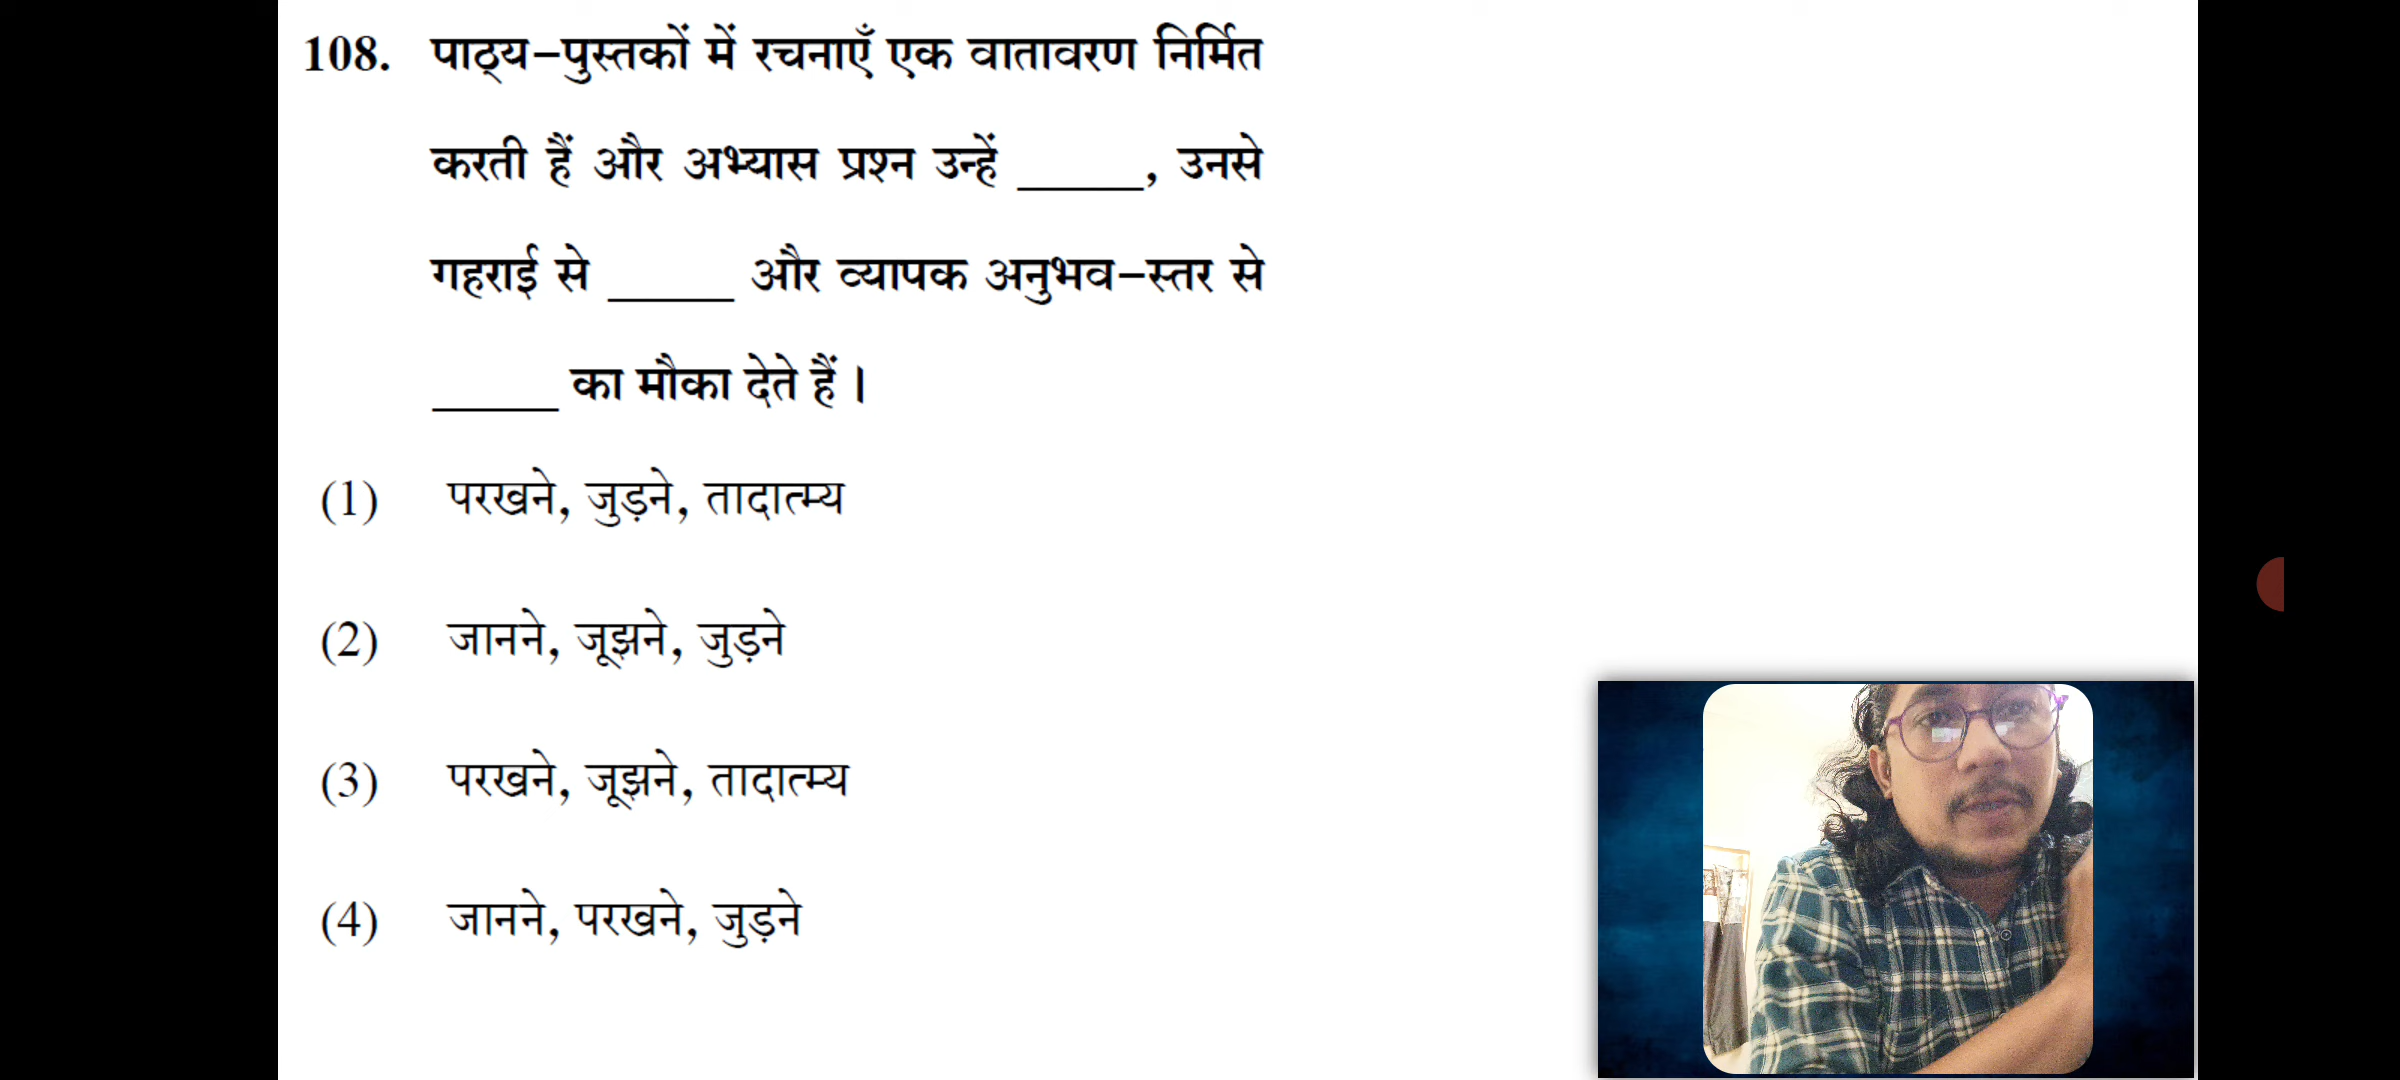 108. पाठ्य-पुस्तकों में रचनाएँ एक वातावरण निर्मित
करती हैं और अभ्यास प्रश्न उन्हें _____, उनसे
गहराई से _____ और व्यापक अनुभव-स्तर से
_____ का मौका देते हैं।
(1) परखने, जुड़ने, तादात्म्य
(2) जानने, जूझने, जुड़ने
(3) परखने, जूझने, तादात्म्य
(4) जानने, परखने, जुड़ने